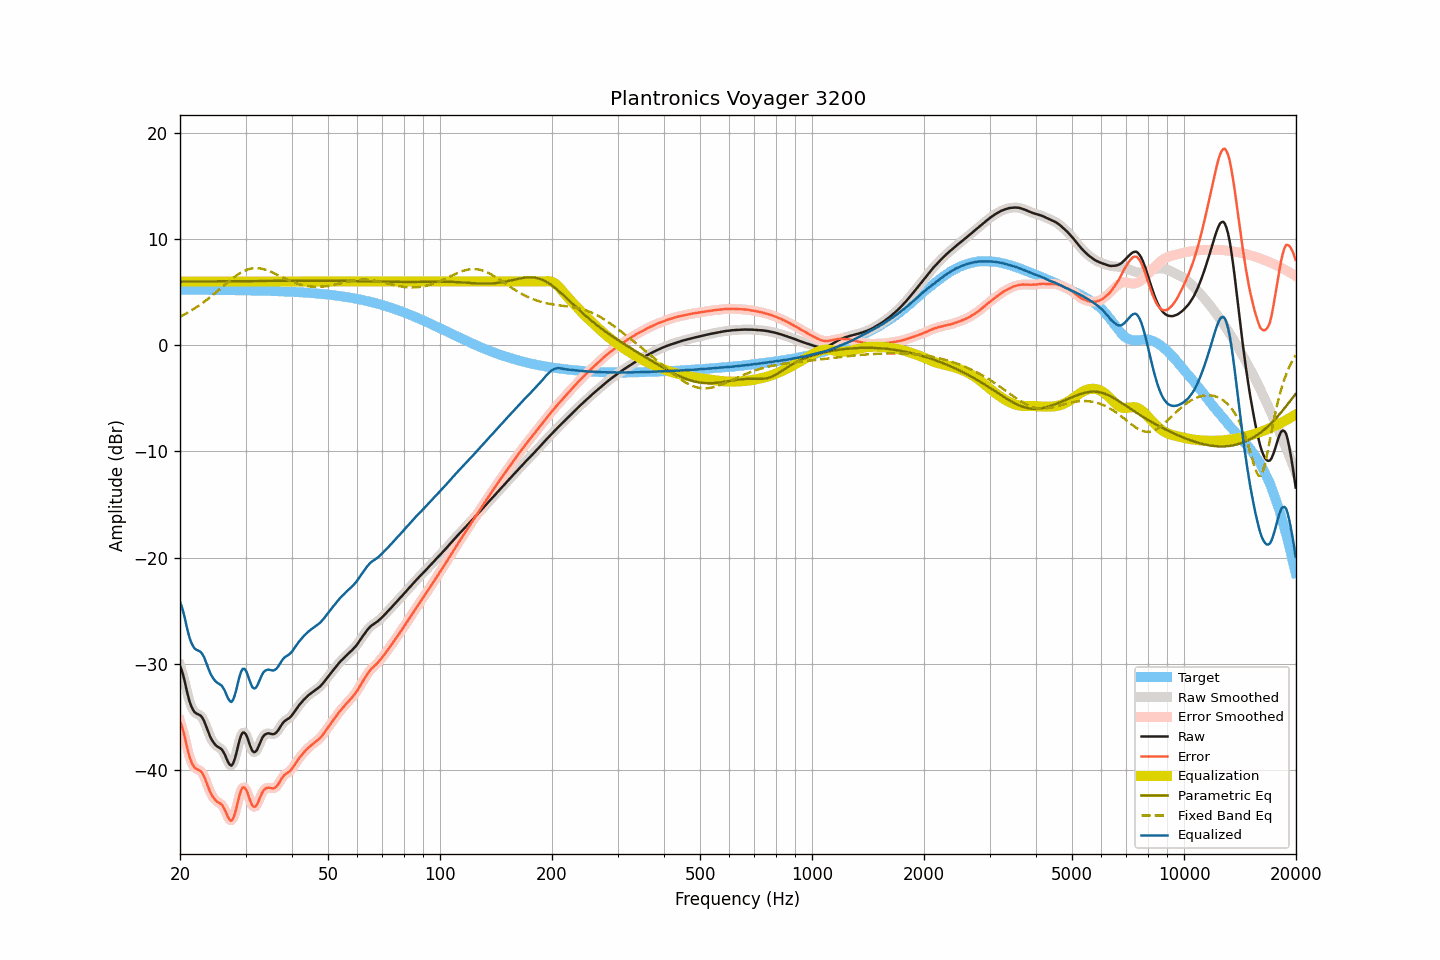 Plantronics Voyager 3200
20
10
0
−10
−20
−30
−40
Amplitude (dBr)
Target
Raw Smoothed
Error Smoothed
Raw
Error
Equalization
Parametric Eq
Fixed Band Eq
Equalized
20 50 100 200 500 1000 2000 5000 10000 20000
Frequency (Hz)